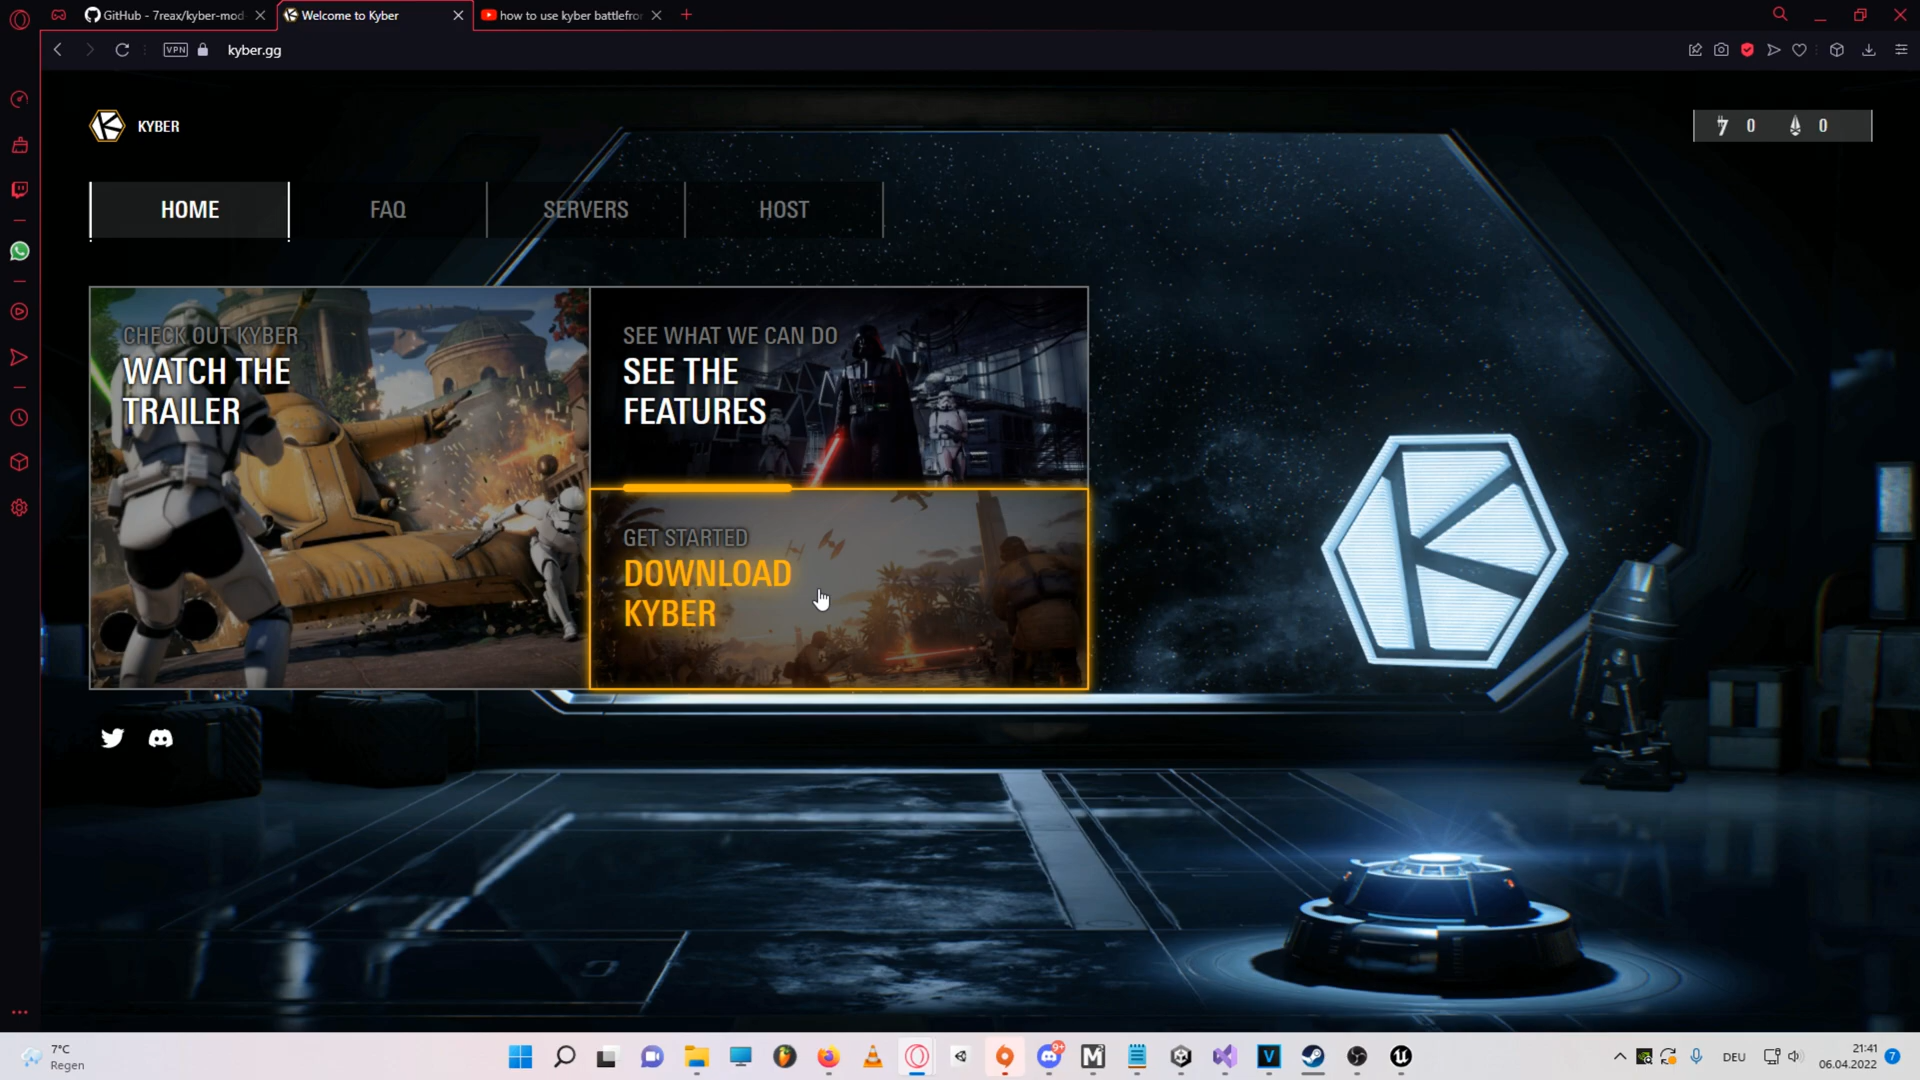 GitHub - 7reax/kyber-mod
Welcome to Kyber
how to use kyber battlefron
VPN
kyber.gg
KYBER
0
0
HOME
FAQ
SERVERS
HOST
CHECK OUT KYBER
WATCH THE
TRAILER
SEE WHAT WE CAN DO
SEE THE
FEATURES
GET STARTED
DOWNLOAD
KYBER
7°C
Regen
9+
DEU
21:41
06.04.2022
7